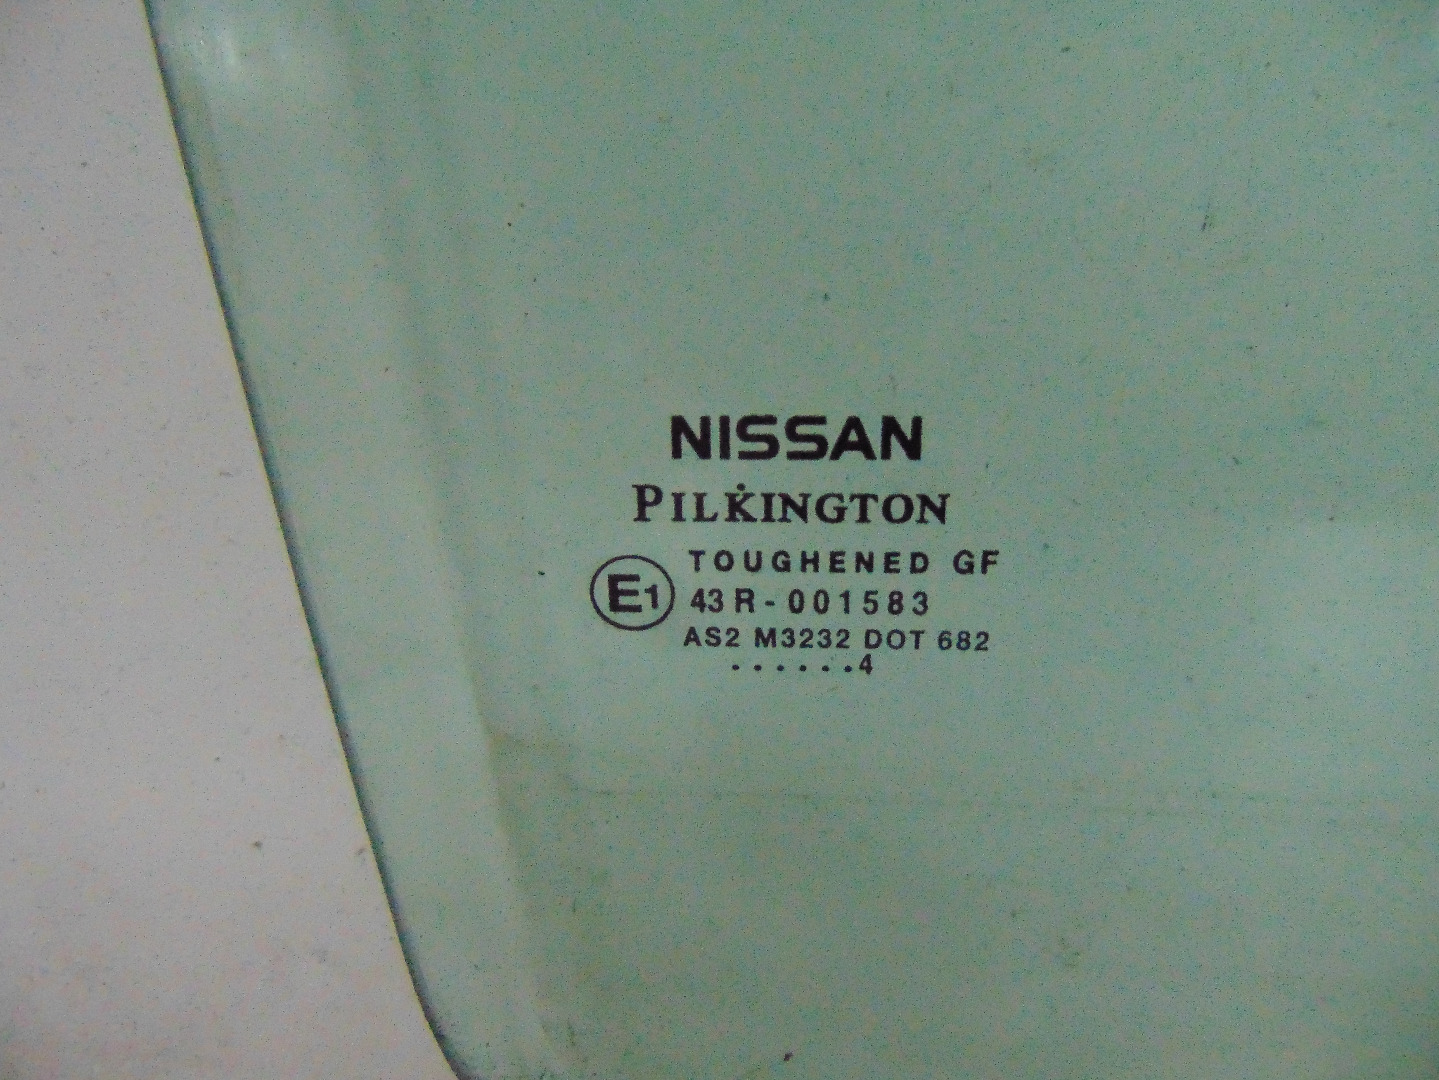 NISSAN
PILKINGTON
TOUGHENED GF
E1 43R-001583
AS2 M3232 DOT 682
......4